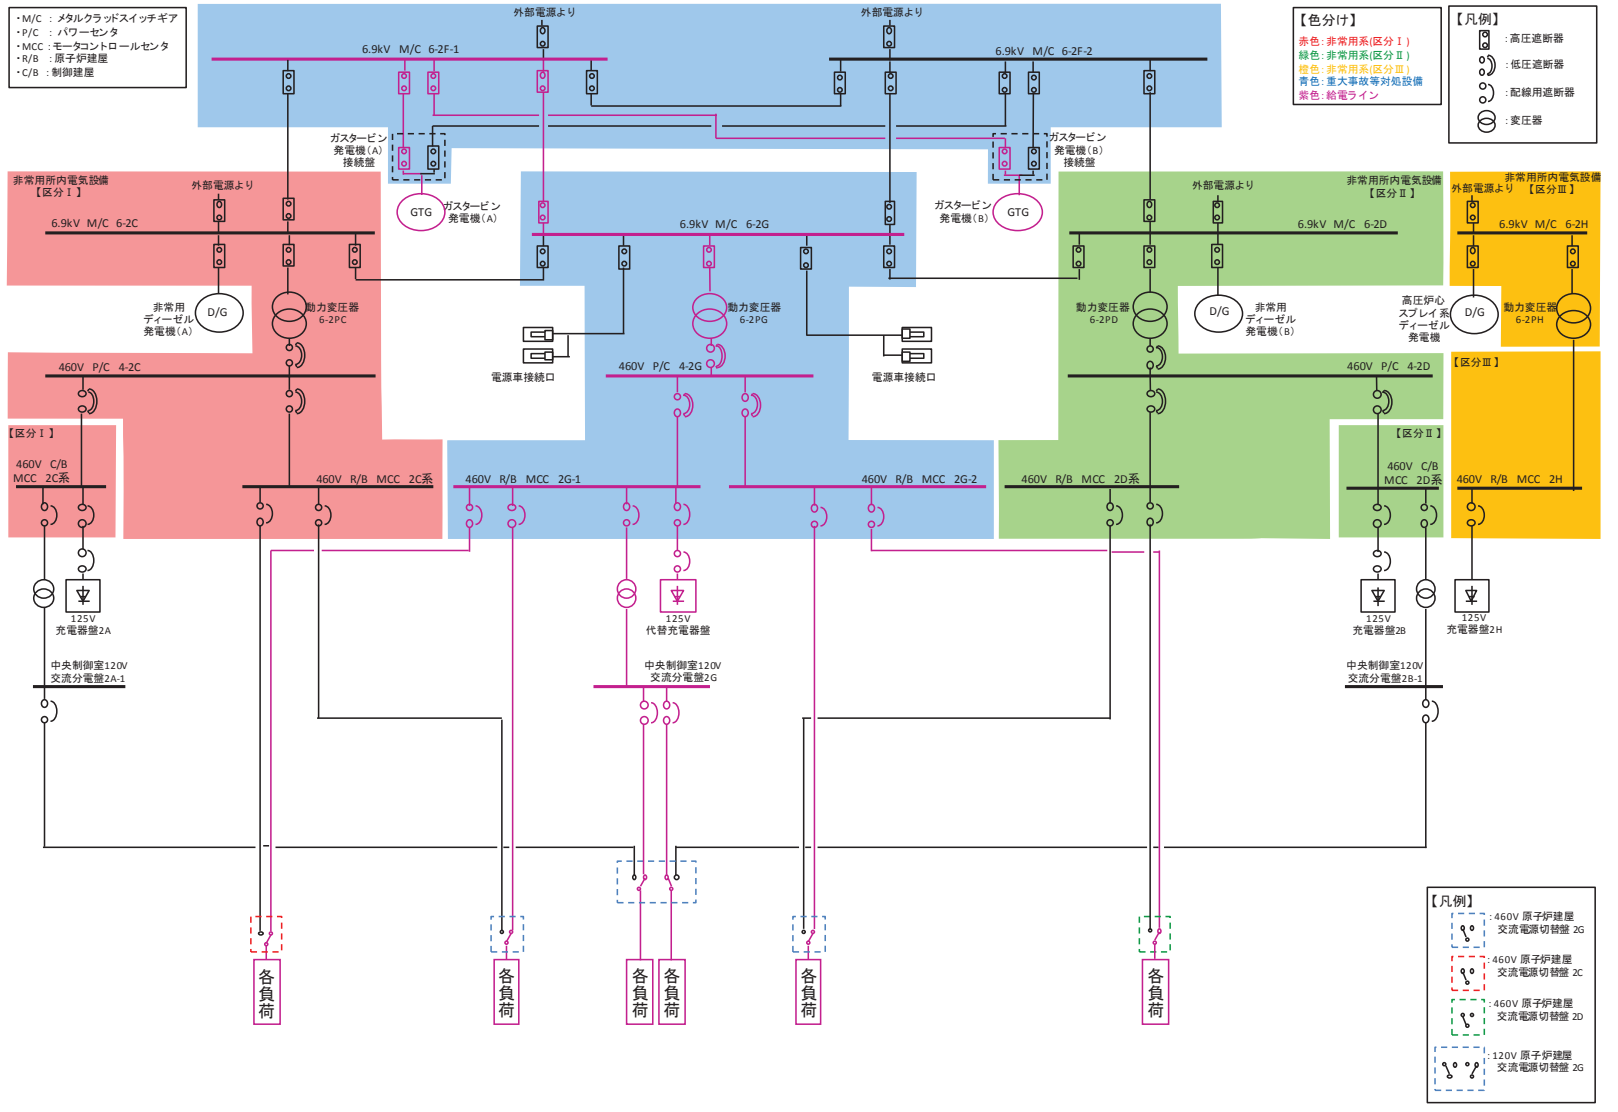 ・M/C : メタルクラッドスイッチギア
・P/C : パワーセンタ
・MCC : モータコントロールセンタ
・R/B : 原子炉建屋
・C/B : 制御建屋
外部電源より
外部電源より
6.9kV M/C 6-2F-1
6.9kV M/C 6-2F-2
【色分け】
赤色：非常用系(区分Ⅰ)
緑色：非常用系(区分Ⅱ)
橙色：非常用系(区分Ⅲ)
青色：重大事故等対処設備
紫色：給電ライン
【凡例】
：高圧遮断器
：低圧遮断器
：配線用遮断器
：変圧器
ガスタービン
発電機(A)
接続盤
ガスタービン
発電機(B)
接続盤
GTG
ガスタービン
発電機(A)
ガスタービン
発電機(B)
GTG
非常用所内電気設備
【区分Ⅰ】
外部電源より
6.9kV M/C 6-2C
6.9kV M/C 6-2G
非常用所内電気設備
【区分Ⅱ】
外部電源より
6.9kV M/C 6-2D
非常用所内電気設備
【区分Ⅲ】
外部電源より
6.9kV M/C 6-2H
非常用
ディーゼル
発電機(A)
D/G
動力変圧器
6-2PC
動力変圧器
6-2PG
動力変圧器
6-2PD
D/G
非常用
ディーゼル
発電機(B)
高圧炉心
スプレイ系
ディーゼル
発電機
D/G
動力変圧器
6-2PH
電源車接続口
電源車接続口
460V P/C 4-2C
460V P/C 4-2G
460V P/C 4-2D
【区分Ⅲ】
【区分Ⅰ】
【区分Ⅱ】
460V C/B
MCC 2C系
460V R/B MCC 2C系
460V R/B MCC 2G-1
460V R/B MCC 2G-2
460V R/B MCC 2D系
460V C/B
MCC 2D系
460V R/B MCC 2H
125V
充電器盤2A
125V
代替充電器盤
125V
充電器盤2B
125V
充電器盤2H
中央制御室120V
交流分電盤2A-1
中央制御室120V
交流分電盤2G
中央制御室120V
交流分電盤2B-1
各負荷
各負荷
各負荷
各負荷
各負荷
各負荷
【凡例】
：460V 原子炉建屋
交流電源切替盤 2G
：460V 原子炉建屋
交流電源切替盤 2C
：460V 原子炉建屋
交流電源切替盤 2D
：120V 原子炉建屋
交流電源切替盤 2G